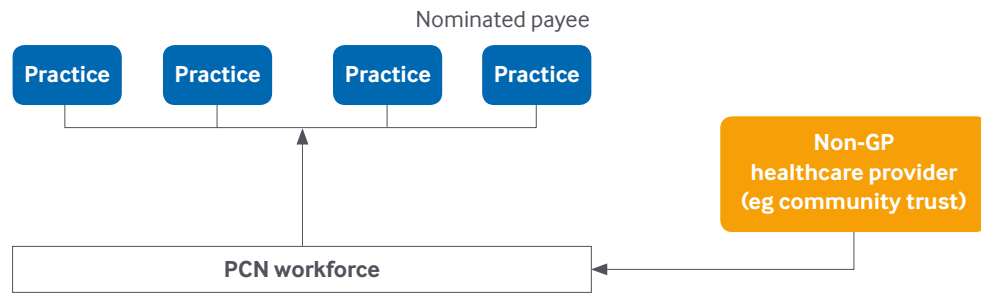 Nominated payee
Practice
Practice
Practice
Practice
Non-GP
healthcare provider
(eg community trust)
PCN workforce